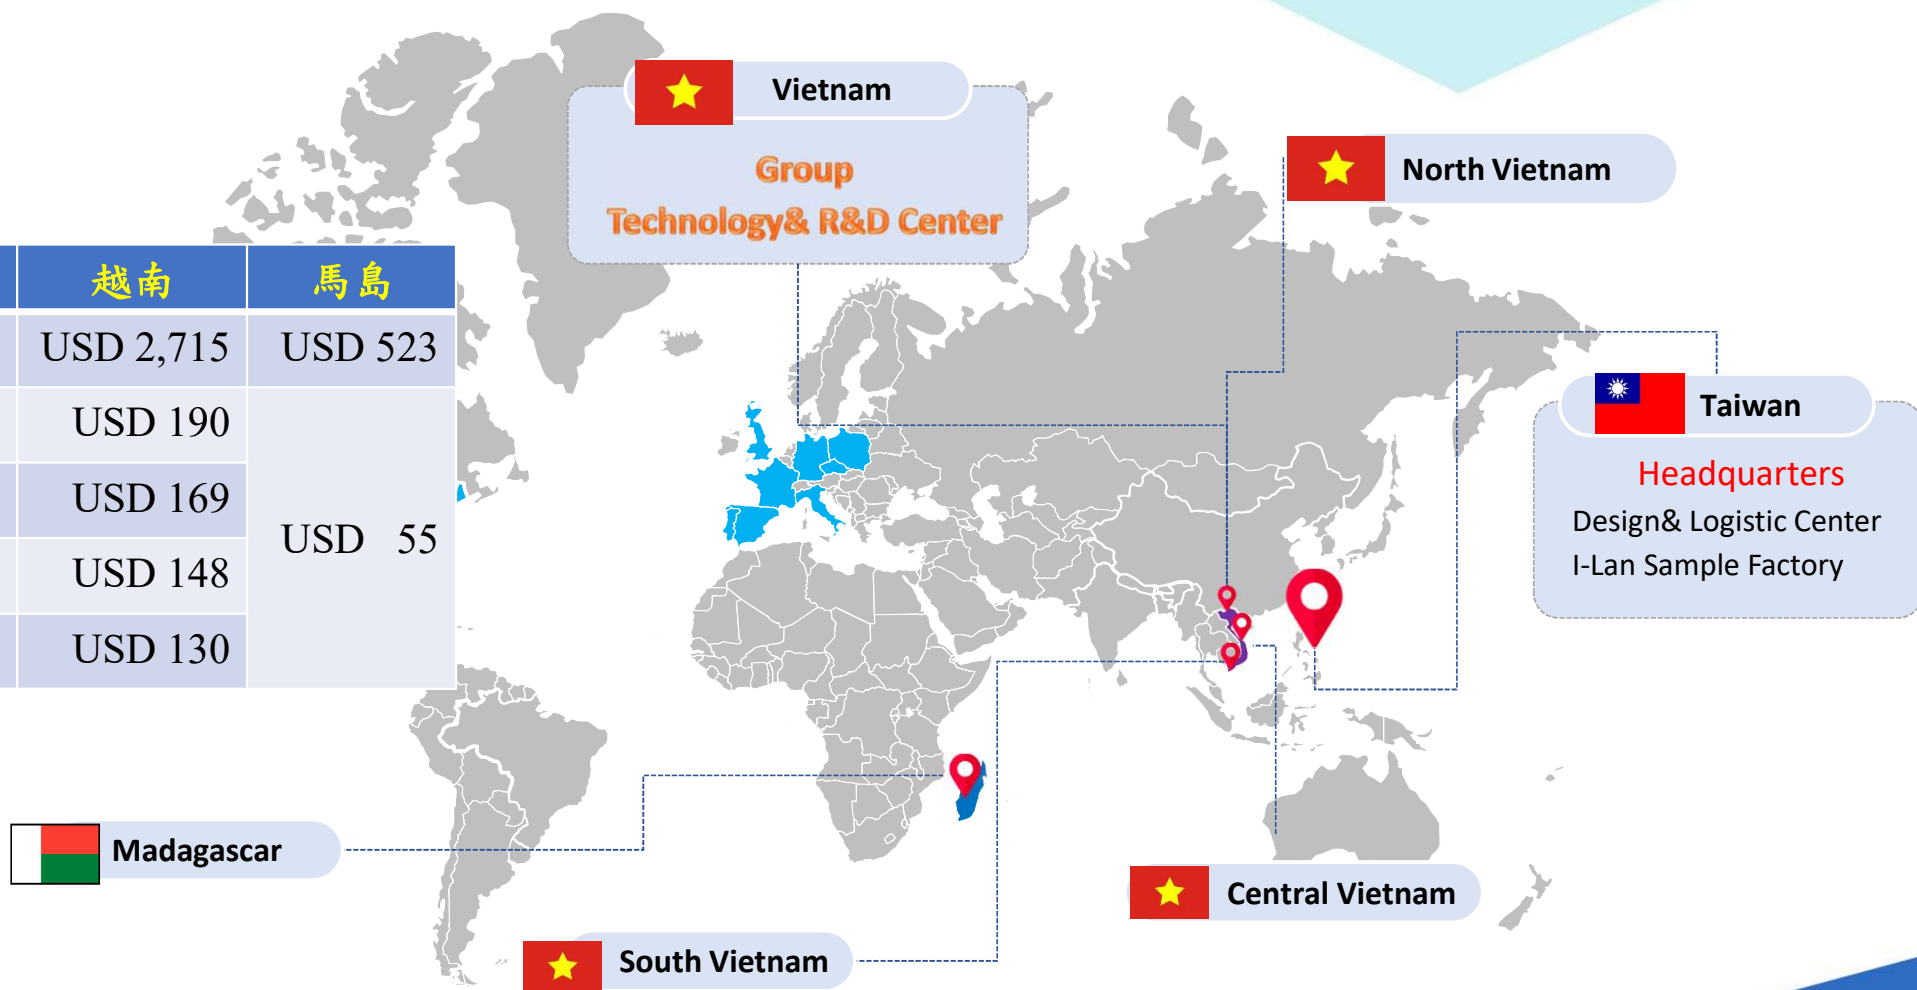 Vietnam
Group
Technology& R&D Center
North Vietnam
越南 馬島
USD 2,715 USD 523
USD 190
USD 169
USD 55
USD 148
USD 130
Taiwan
Headquarters
Design& Logistic Center
I-Lan Sample Factory
Madagascar
Central Vietnam
South Vietnam